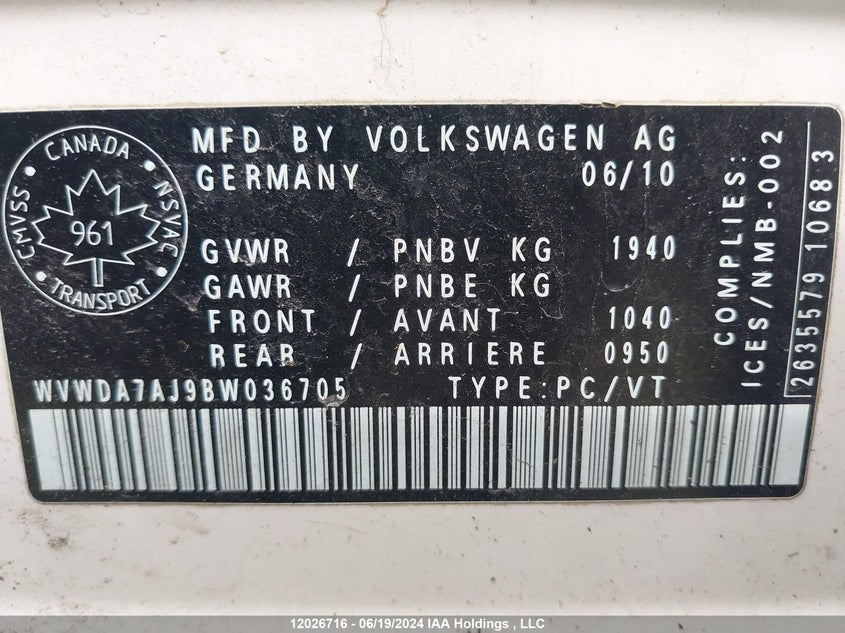 CANADA
CMVSS
NSVAC
961
TRANSPORT
MFD BY VOLKSWAGEN AG
GERMANY 06/10
GVWR / PNBV KG 1940
GAWR / PNBE KG
FRONT / AVANT 1040
REAR / ARRIERE 0950
WVWDA7AJ9BW036705 TYPE:PC/VT
COMPLIES:
ICES/NMB-002
2635579 10683
12026716 - 06/19/2024 IAA Holdings , LLC